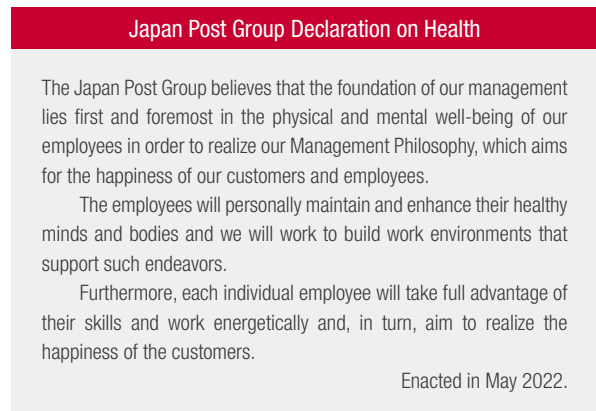 Japan Post Group Declaration on Health
The Japan Post Group believes that the foundation of our management
lies first and foremost in the physical and mental well-being of our
employees in order to realize our Management Philosophy, which aims
for the happiness of our customers and employees.
The employees will personally maintain and enhance their healthy
minds and bodies and we will work to build work environments that
support such endeavors.
Furthermore, each individual employee will take full advantage of
their skills and work energetically and, in turn, aim to realize the
happiness of the customers.
Enacted in May 2022.